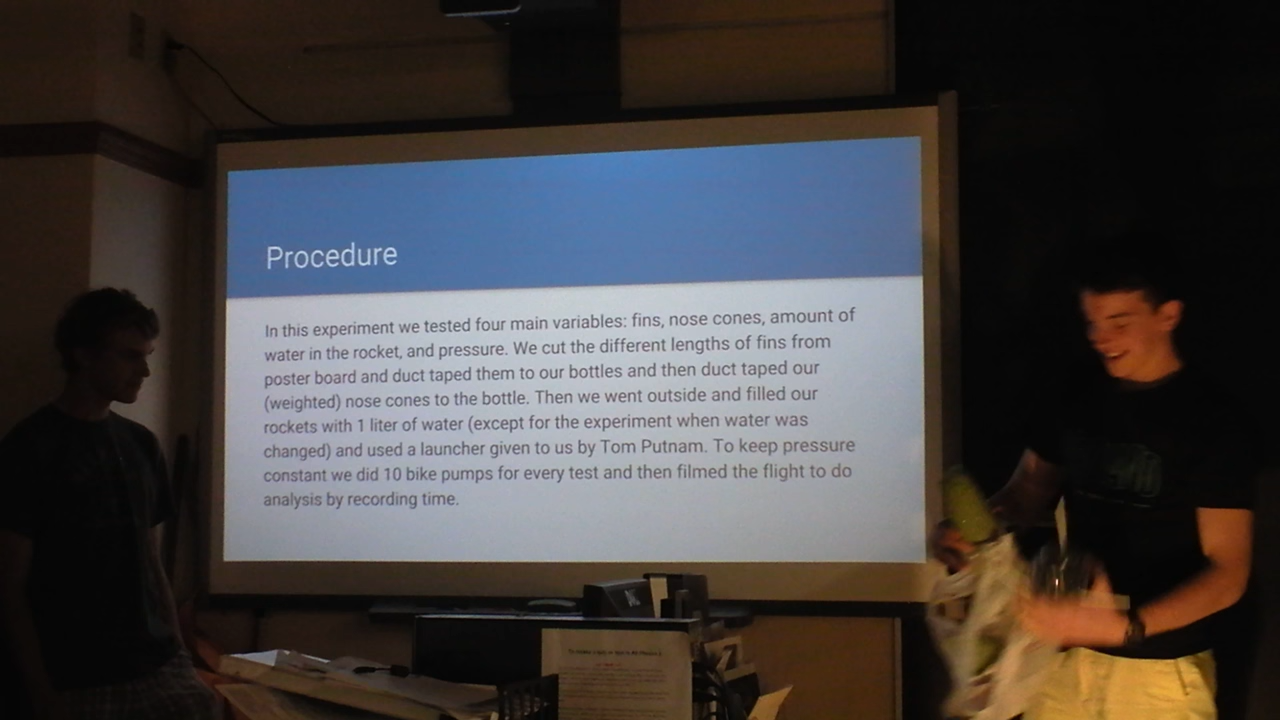 Procedure
In this experiment we tested four main variables: fins, nose cones, amount of
water in the rocket, and pressure. We cut the different lengths of fins from
poster board and duct taped them to our bottles and then duct taped our
(weighted) nose cones to the bottle. Then we went outside and filled our
rockets with 1 liter of water (except for the experiment when water was
changed) and used a launcher given to us by Tom Putnam. To keep pressure
constant we did 10 bike pumps for every test and then filmed the flight to do
analysis by recording time.